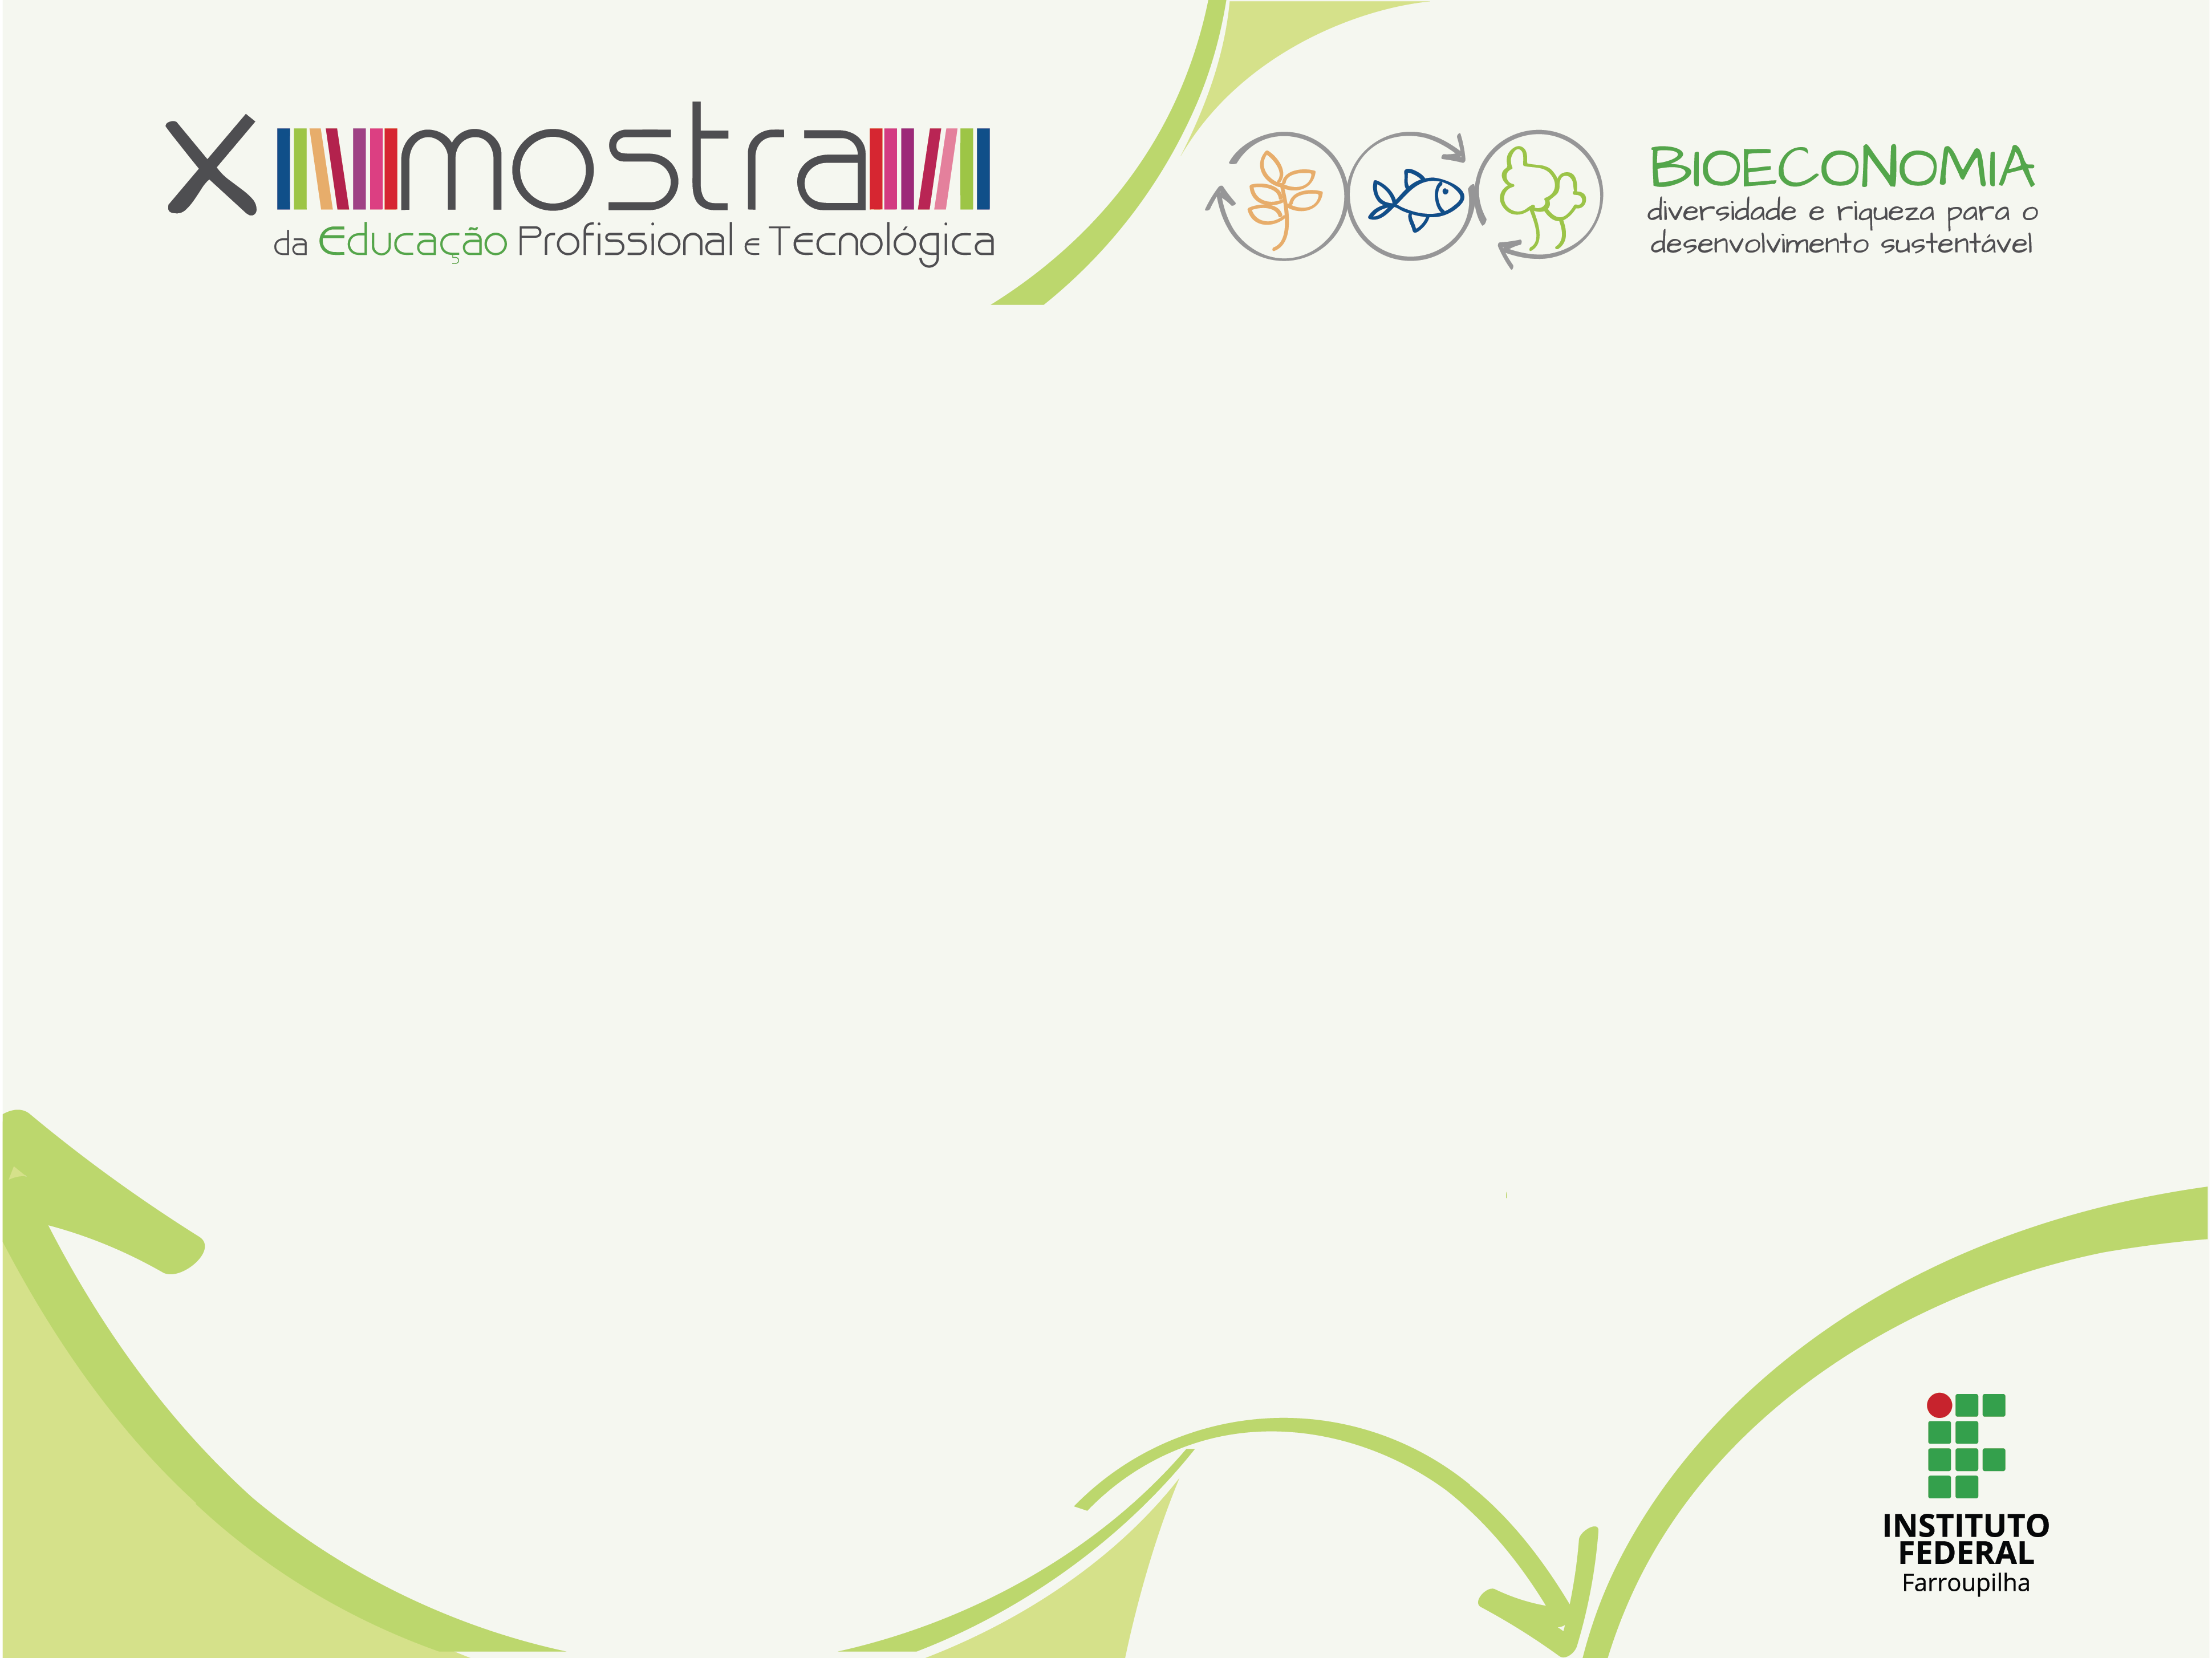 X mostra
da Educação Profissional e Tecnológica
BIOECONOMIA
diversidade e riqueza para o
desenvolvimento sustentável
INSTITUTO
FEDERAL
Farroupilha